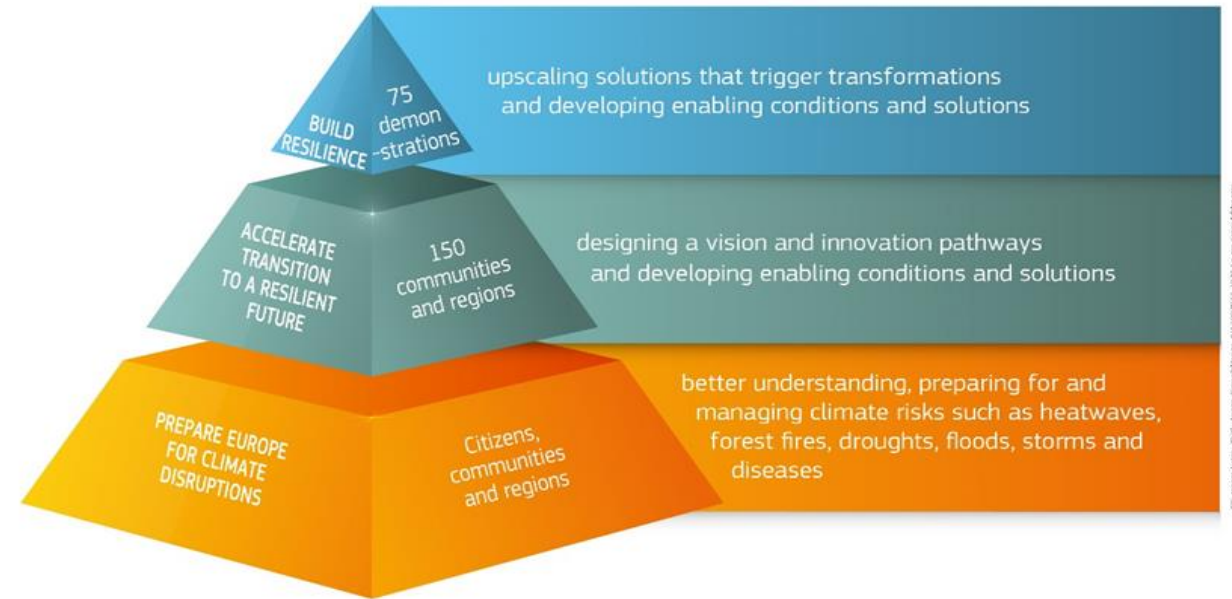 BUILD
RESILIENCE
75
demon
-strations
upscaling solutions that trigger transformations
and developing enabling conditions and solutions
ACCELERATE
TRANSITION
TO A RESILIENT
FUTURE
150
communities
and regions
designing a vision and innovation pathways
and developing enabling conditions and solutions
PREPARE EUROPE
FOR CLIMATE
DISRUPTIONS
Citizens,
communities
and regions
better understanding, preparing for and
managing climate risks such as heatwaves,
forest fires, droughts, floods, storms and
diseases